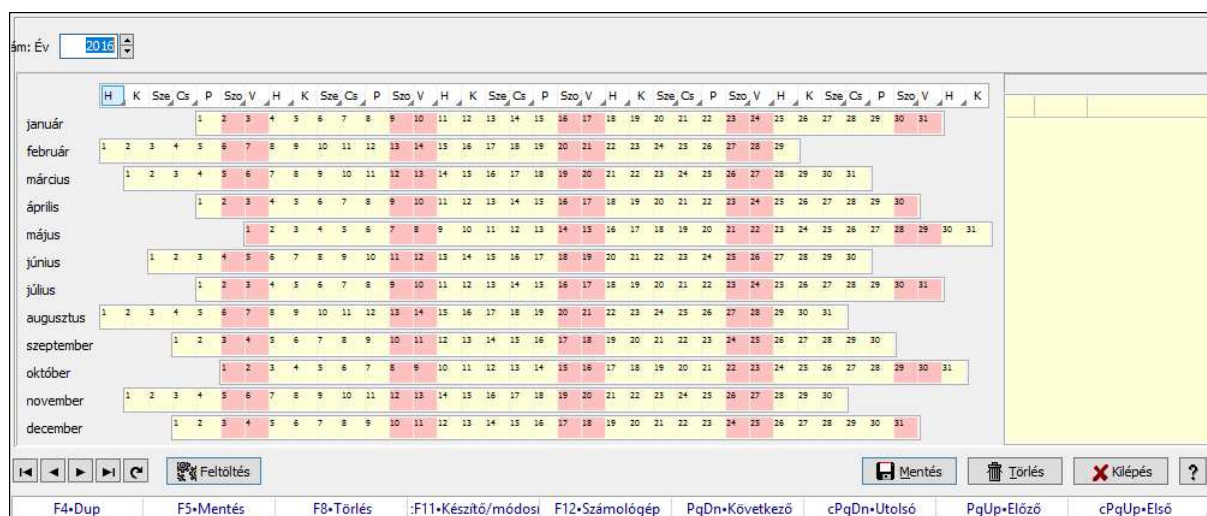 ám: Év 2016
H K Sze Cs P Szo V H K Sze Cs P Szo V H K Sze Cs P Szo V H K Sze Cs P Szo V H K Sze Cs P Szo V H K
január 1 2 3 4 5 6 7 8 9 10 11 12 13 14 15 16 17 18 19 20 21 22 23 24 25 26 27 28 29 30 31
február 1 2 3 4 5 6 7 8 9 10 11 12 13 14 15 16 17 18 19 20 21 22 23 24 25 26 27 28 29
március 1 2 3 4 5 6 7 8 9 10 11 12 13 14 15 16 17 18 19 20 21 22 23 24 25 26 27 28 29 30 31
április 1 2 3 4 5 6 7 8 9 10 11 12 13 14 15 16 17 18 19 20 21 22 23 24 25 26 27 28 29 30
május 1 2 3 4 5 6 7 8 9 10 11 12 13 14 15 16 17 18 19 20 21 22 23 24 25 26 27 28 29 30 31
június 1 2 3 4 5 6 7 8 9 10 11 12 13 14 15 16 17 18 19 20 21 22 23 24 25 26 27 28 29 30
július 1 2 3 4 5 6 7 8 9 10 11 12 13 14 15 16 17 18 19 20 21 22 23 24 25 26 27 28 29 30 31
augusztus 1 2 3 4 5 6 7 8 9 10 11 12 13 14 15 16 17 18 19 20 21 22 23 24 25 26 27 28 29 30 31
szeptember 1 2 3 4 5 6 7 8 9 10 11 12 13 14 15 16 17 18 19 20 21 22 23 24 25 26 27 28 29 30
október 1 2 3 4 5 6 7 8 9 10 11 12 13 14 15 16 17 18 19 20 21 22 23 24 25 26 27 28 29 30 31
november 1 2 3 4 5 6 7 8 9 10 11 12 13 14 15 16 17 18 19 20 21 22 23 24 25 26 27 28 29 30
december 1 2 3 4 5 6 7 8 9 10 11 12 13 14 15 16 17 18 19 20 21 22 23 24 25 26 27 28 29 30 31
Feltöltés Mentés Törlés Kilépés ?
F4•Dup F5•Mentés F8•Törlés :F11•Készítő/módosí F12•Számológép PgDn•Következő cPgDn•Utolsó PgUp•Előző cPgUp•Első